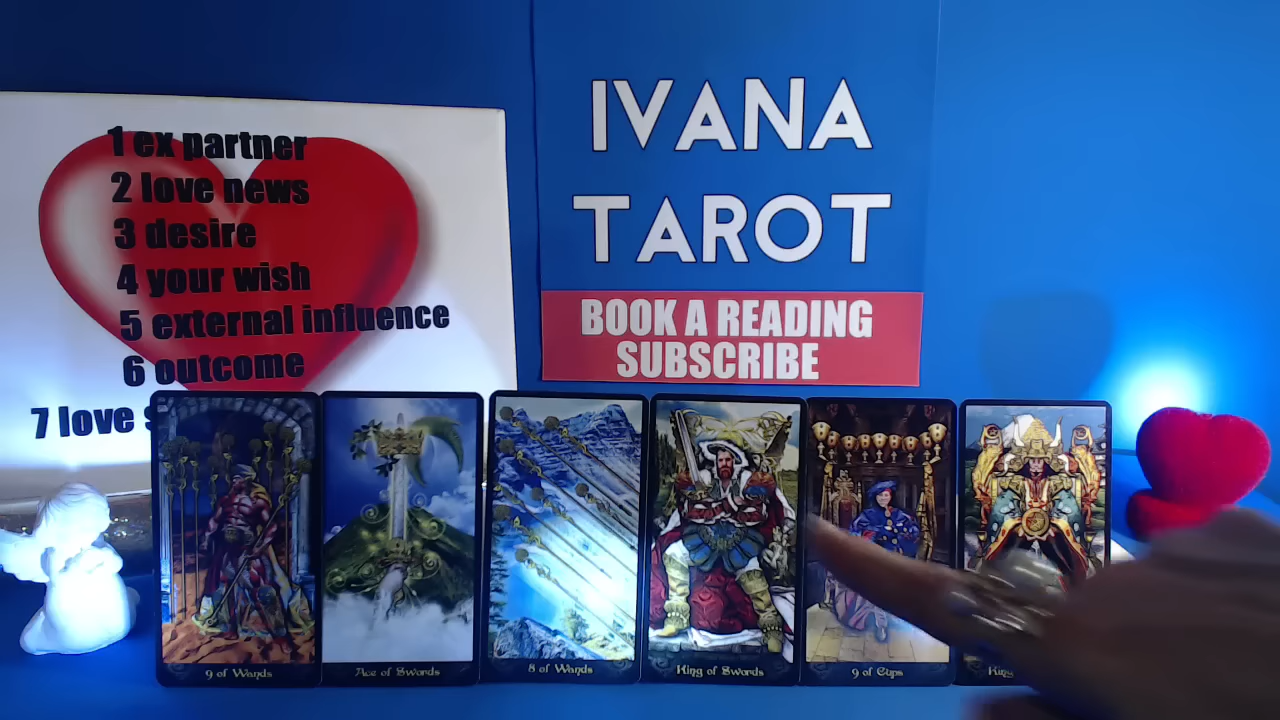 1 ex partner
2 love news
3 desire
4 your wish
5 external influence
6 outcome
7 love
IVANA
TAROT
BOOK A READING
SUBSCRIBE
9 of Wands
Ace of Swords
8 of Wands
King of Swords
9 of Cups